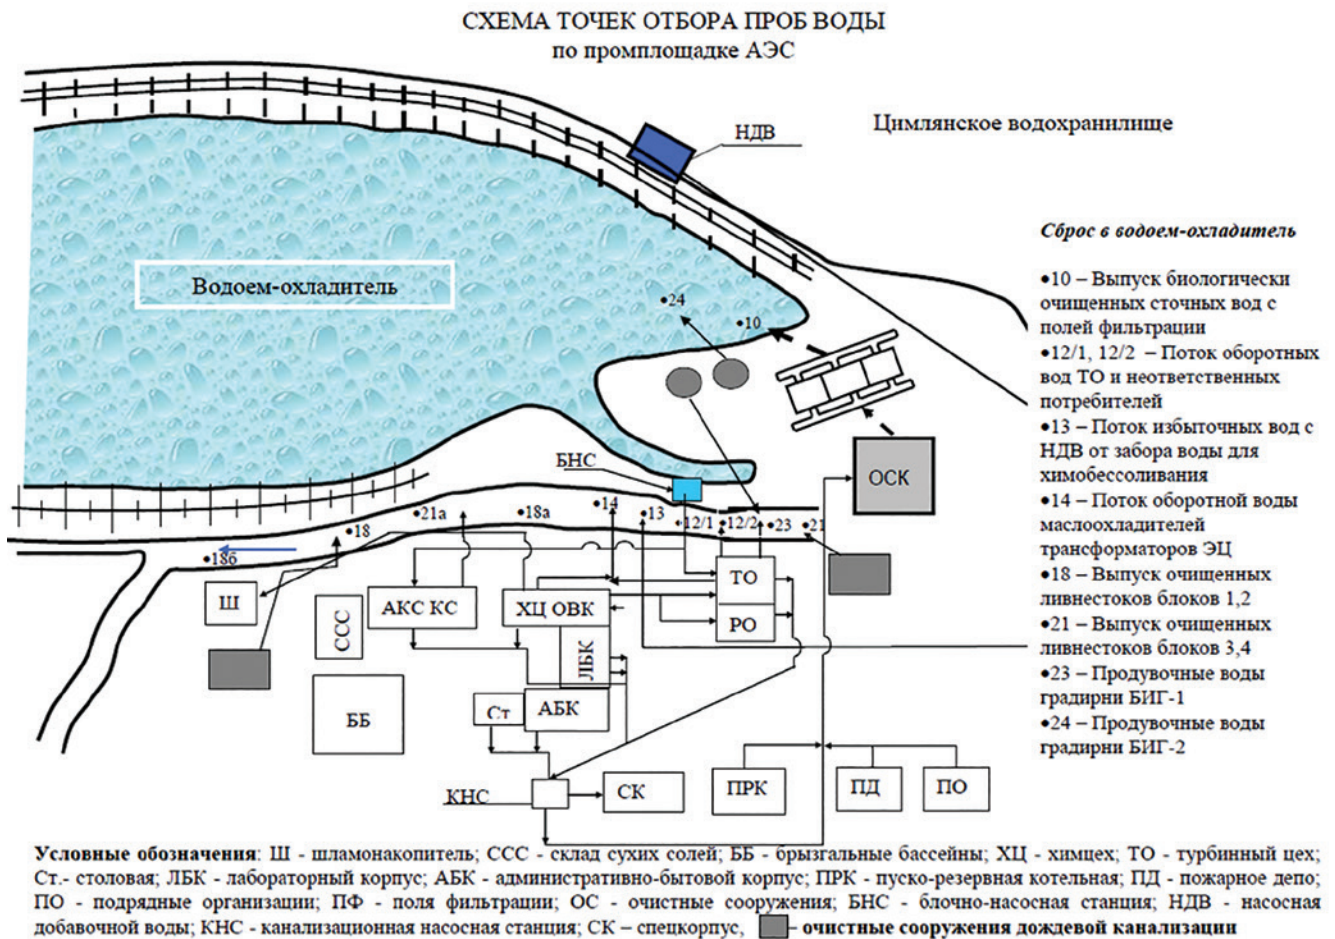 СХЕМА ТОЧЕК ОТБОРА ПРОБ ВОДЫ
по промплощадке АЭС
НДВ
Цимлянское водохранилище
Водоем-охладитель
•24
•10
БНС
ОСК
•21а
•18а
•14
•13
•12/1
•12/2
•23
•21
•18
•18б
Ш
ССС
АКС КС
ХЦ ОВК
ТО
РО
ЛБК
ББ
Ст
АБК
КНС
СК
ПРК
ПД
ПО
Сброс в водоем-охладитель
•10 – Выпуск биологически
очищенных сточных вод с
полей фильтрации
•12/1, 12/2 – Поток оборотных
вод ТО и неответственных
потребителей
•13 – Поток избыточных вод с
НДВ от забора воды для
химобессоливания
•14 – Поток оборотной воды
маслоохладителей
трансформаторов ЭЦ
•18 – Выпуск очищенных
ливнестоков блоков 1,2
•21 – Выпуск очищенных
ливнестоков блоков 3,4
•23 – Продувочные воды
градирни БИГ-1
•24 – Продувочные воды
градирни БИГ-2
Условные обозначения: Ш - шламонакопитель; ССС - склад сухих солей; ББ - брызгальные бассейны; ХЦ - химцех; ТО - турбинный цех;
Ст.- столовая; ЛБК - лабораторный корпус; АБК - административно-бытовой корпус; ПРК - пуско-резервная котельная; ПД - пожарное депо;
ПО - подрядные организации; ПФ - поля фильтрации; ОС - очистные сооружения; БНС - блочно-насосная станция; НДВ - насосная
добавочной воды; КНС - канализационная насосная станция; СК – спецкорпус, – очистные сооружения дождевой канализации